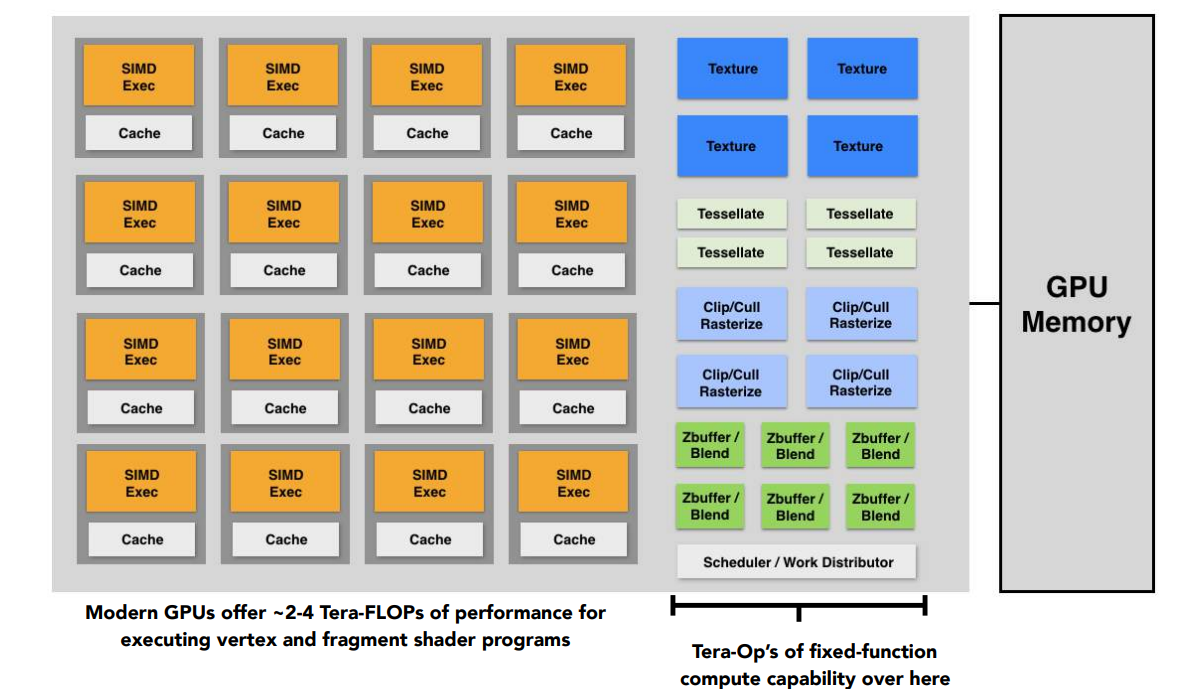 SIMD
Exec
SIMD
Exec
SIMD
Exec
SIMD
Exec
Cache
Cache
Cache
Cache
SIMD
Exec
SIMD
Exec
SIMD
Exec
SIMD
Exec
Cache
Cache
Cache
Cache
SIMD
Exec
SIMD
Exec
SIMD
Exec
SIMD
Exec
Cache
Cache
Cache
Cache
SIMD
Exec
SIMD
Exec
SIMD
Exec
SIMD
Exec
Cache
Cache
Cache
Cache
Modern GPUs offer ~2-4 Tera-FLOPs of performance for
executing vertex and fragment shader programs
Texture
Texture
Texture
Texture
Tessellate
Tessellate
Tessellate
Tessellate
Clip/Cull
Rasterize
Clip/Cull
Rasterize
Clip/Cull
Rasterize
Clip/Cull
Rasterize
Zbuffer /
Blend
Zbuffer /
Blend
Zbuffer /
Blend
Zbuffer /
Blend
Zbuffer /
Blend
Zbuffer /
Blend
Scheduler / Work Distributor
Tera-Op’s of fixed-function
compute capability over here
GPU
Memory